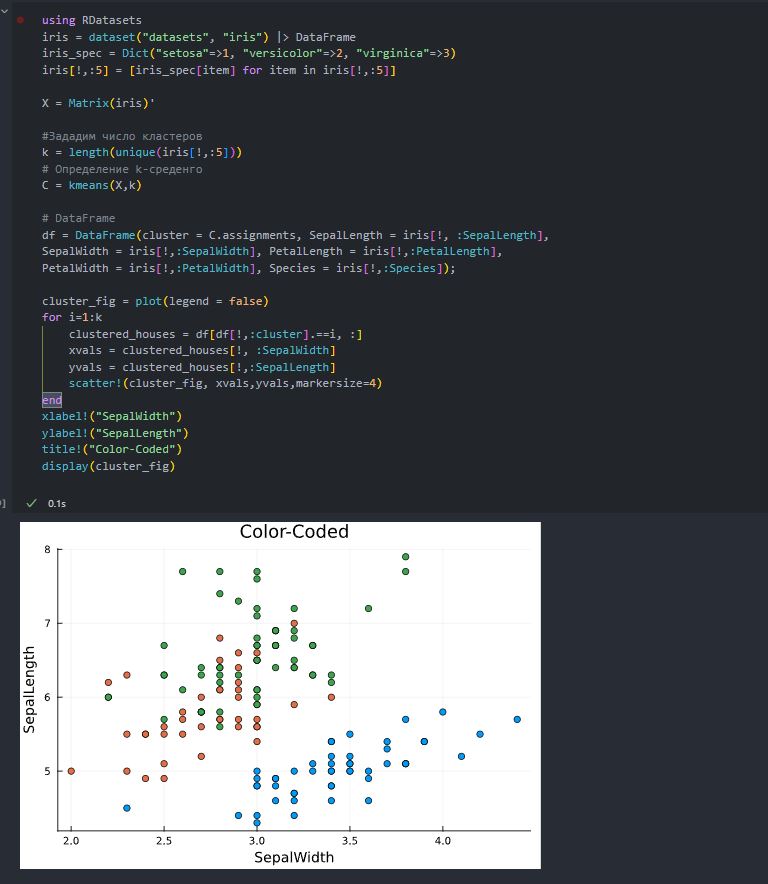 using RDatasets
iris = dataset("datasets", "iris") |> DataFrame
iris_spec = Dict("setosa"=>1, "versicolor"=>2, "virginica"=>3)
iris[!,:5] = [iris_spec[item] for item in iris[!,:5]]
X = Matrix(iris)'
#Зададим число кластеров
k = length(unique(iris[!,:5]))
# Определение k-среденго
C = kmeans(X,k)
# DataFrame
df = DataFrame(cluster = C.assignments, SepalLength = iris[!, :SepalLength],
SepalWidth = iris[!,:SepalWidth], PetalLength = iris[!,:PetalLength],
PetalWidth = iris[!,:PetalWidth], Species = iris[!,:Species]);
cluster_fig = plot(legend = false)
for i=1:k
    clustered_houses = df[df[!,:cluster].==i, :]
    xvals = clustered_houses[!, :SepalWidth]
    yvals = clustered_houses[!,:SepalLength]
    scatter!(cluster_fig, xvals,yvals,markersize=4)
end
xlabel!("SepalWidth")
ylabel!("SepalLength")
title!("Color-Coded")
display(cluster_fig)
] 0.1s
Color-Coded
8
7
6
5
SepalLength
2.0 2.5 3.0 3.5 4.0
SepalWidth